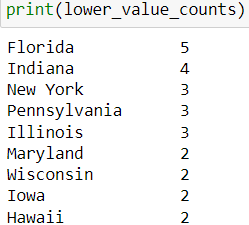 print(lower_value_counts)
Florida 5
Indiana 4
New York 3
Pennsylvania 3
Illinois 3
Maryland 2
Wisconsin 2
Iowa 2
Hawaii 2